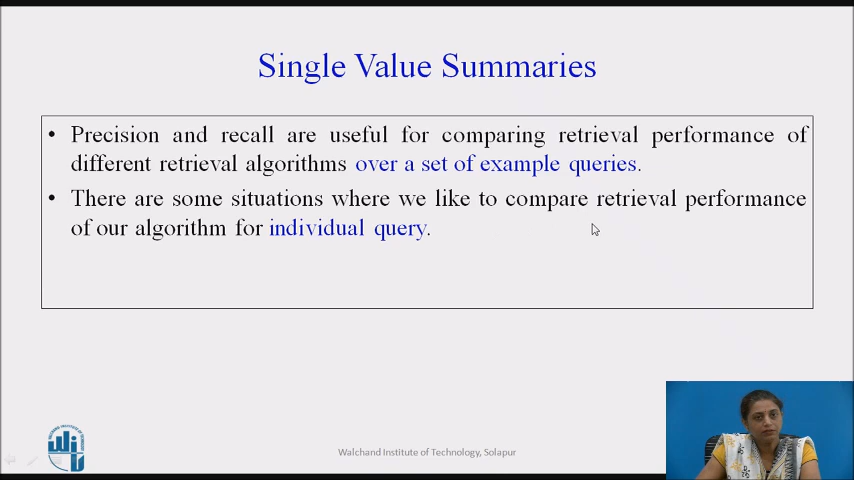 Single Value Summaries
• Precision and recall are useful for comparing retrieval performance of
different retrieval algorithms over a set of example queries.
• There are some situations where we like to compare retrieval performance
of our algorithm for individual query.
Walchand Institute of Technology, Solapur